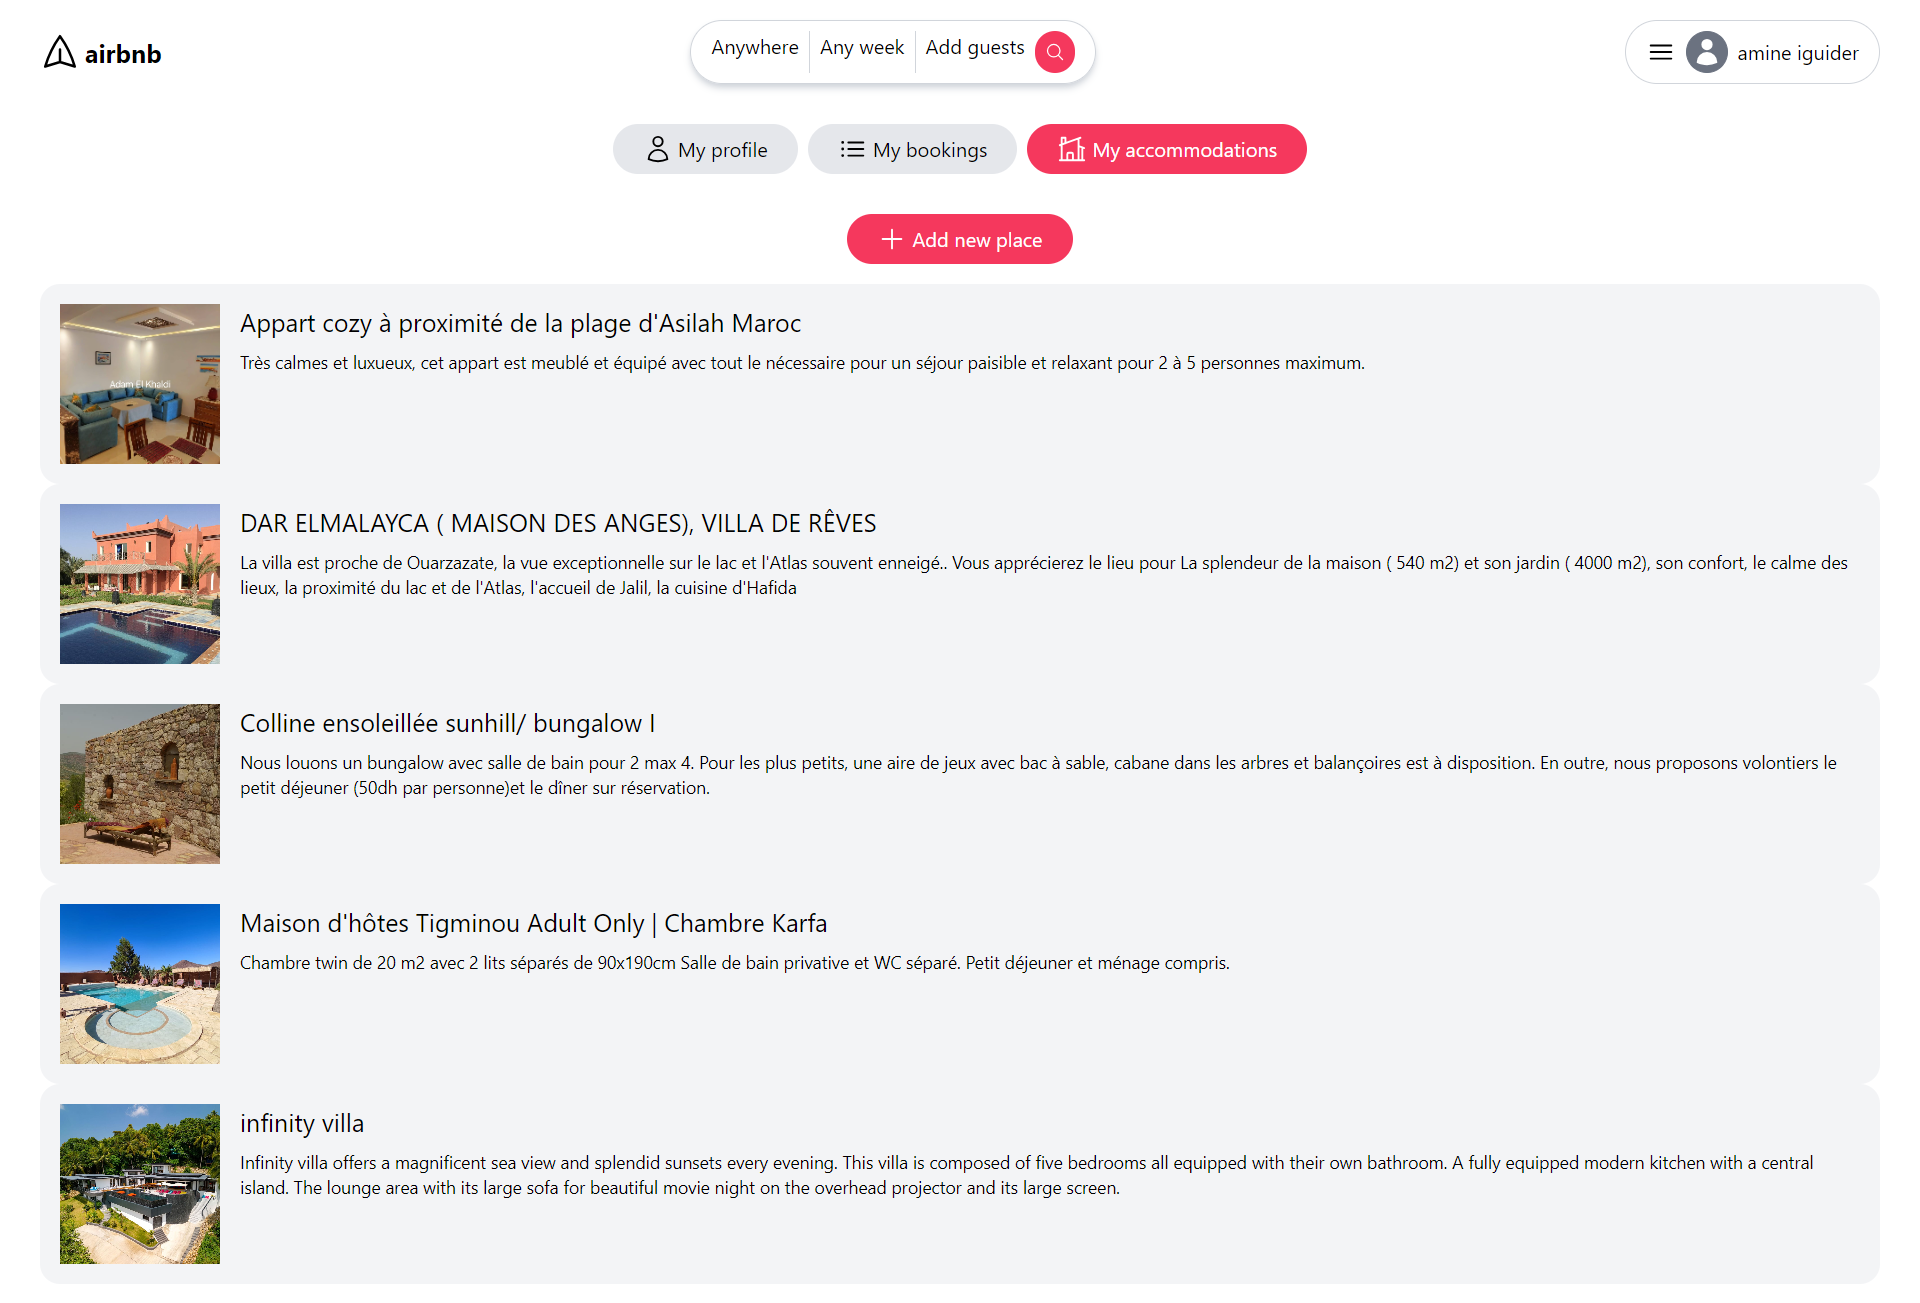 airbnb
Anywhere
Any week
Add guests
amine iguider
My profile
My bookings
My accommodations
Add new place
Appart cozy à proximité de la plage d'Asilah Maroc
Adam El Khaldi
Très calmes et luxueux, cet appart est meublé et équipé avec tout le nécessaire pour un séjour paisible et relaxant pour 2 à 5 personnes maximum.
DAR ELMALAYCA ( MAISON DES ANGES), VILLA DE RÊVES
La villa est proche de Ouarzazate, la vue exceptionnelle sur le lac et l'Atlas souvent enneigé.. Vous apprécierez le lieu pour La splendeur de la maison ( 540 m2) et son jardin ( 4000 m2), son confort, le calme des
lieux, la proximité du lac et de l'Atlas, l'accueil de Jalil, la cuisine d'Hafida
Colline ensoleillée sunhill/ bungalow I
Nous louons un bungalow avec salle de bain pour 2 max 4. Pour les plus petits, une aire de jeux avec bac à sable, cabane dans les arbres et balançoires est à disposition. En outre, nous proposons volontiers le
petit déjeuner (50dh par personne)et le dîner sur réservation.
Maison d'hôtes Tigminou Adult Only | Chambre Karfa
Chambre twin de 20 m2 avec 2 lits séparés de 90x190cm Salle de bain privative et WC séparé. Petit déjeuner et ménage compris.
infinity villa
Infinity villa offers a magnificent sea view and splendid sunsets every evening. This villa is composed of five bedrooms all equipped with their own bathroom. A fully equipped modern kitchen with a central
island. The lounge area with its large sofa for beautiful movie night on the overhead projector and its large screen.